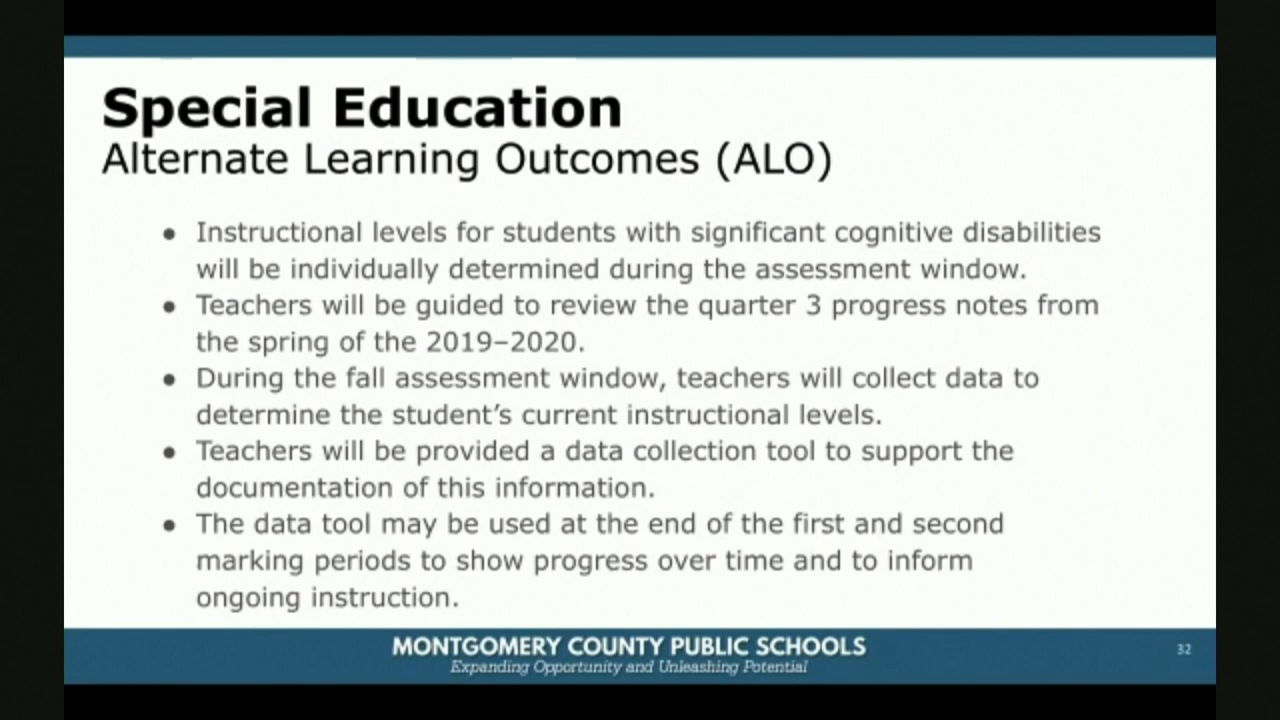 Special Education
Alternate Learning Outcomes (ALO)
● Instructional levels for students with significant cognitive disabilities
will be individually determined during the assessment window.
● Teachers will be guided to review the quarter 3 progress notes from
the spring of the 2019–2020.
● During the fall assessment window, teachers will collect data to
determine the student’s current instructional levels.
● Teachers will be provided a data collection tool to support the
documentation of this information.
● The data tool may be used at the end of the first and second
marking periods to show progress over time and to inform
ongoing instruction.
MONTGOMERY COUNTY PUBLIC SCHOOLS
Expanding Opportunity and Unleashing Potential
32